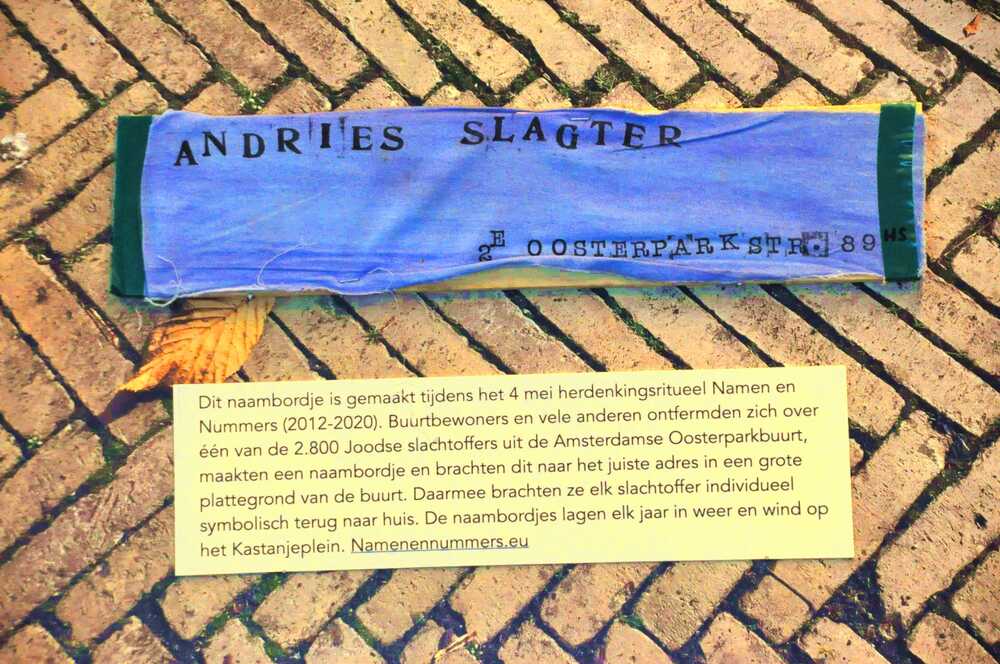 ANDRIES SLAGTER
2E OOSTERPARKSTR. 89 HS
Dit naambordje is gemaakt tijdens het 4 mei herdenkingsritueel Namen en
Nummers (2012-2020). Buurtbewoners en vele anderen ontfermden zich over
één van de 2.800 Joodse slachtoffers uit de Amsterdamse Oosterparkbuurt,
maakten een naambordje en brachten dit naar het juiste adres in een grote
plattegrond van de buurt. Daarmee brachten ze elk slachtoffer individueel
symbolisch terug naar huis. De naambordjes lagen elk jaar in weer en wind op
het Kastanjeplein. Namenennummers.eu